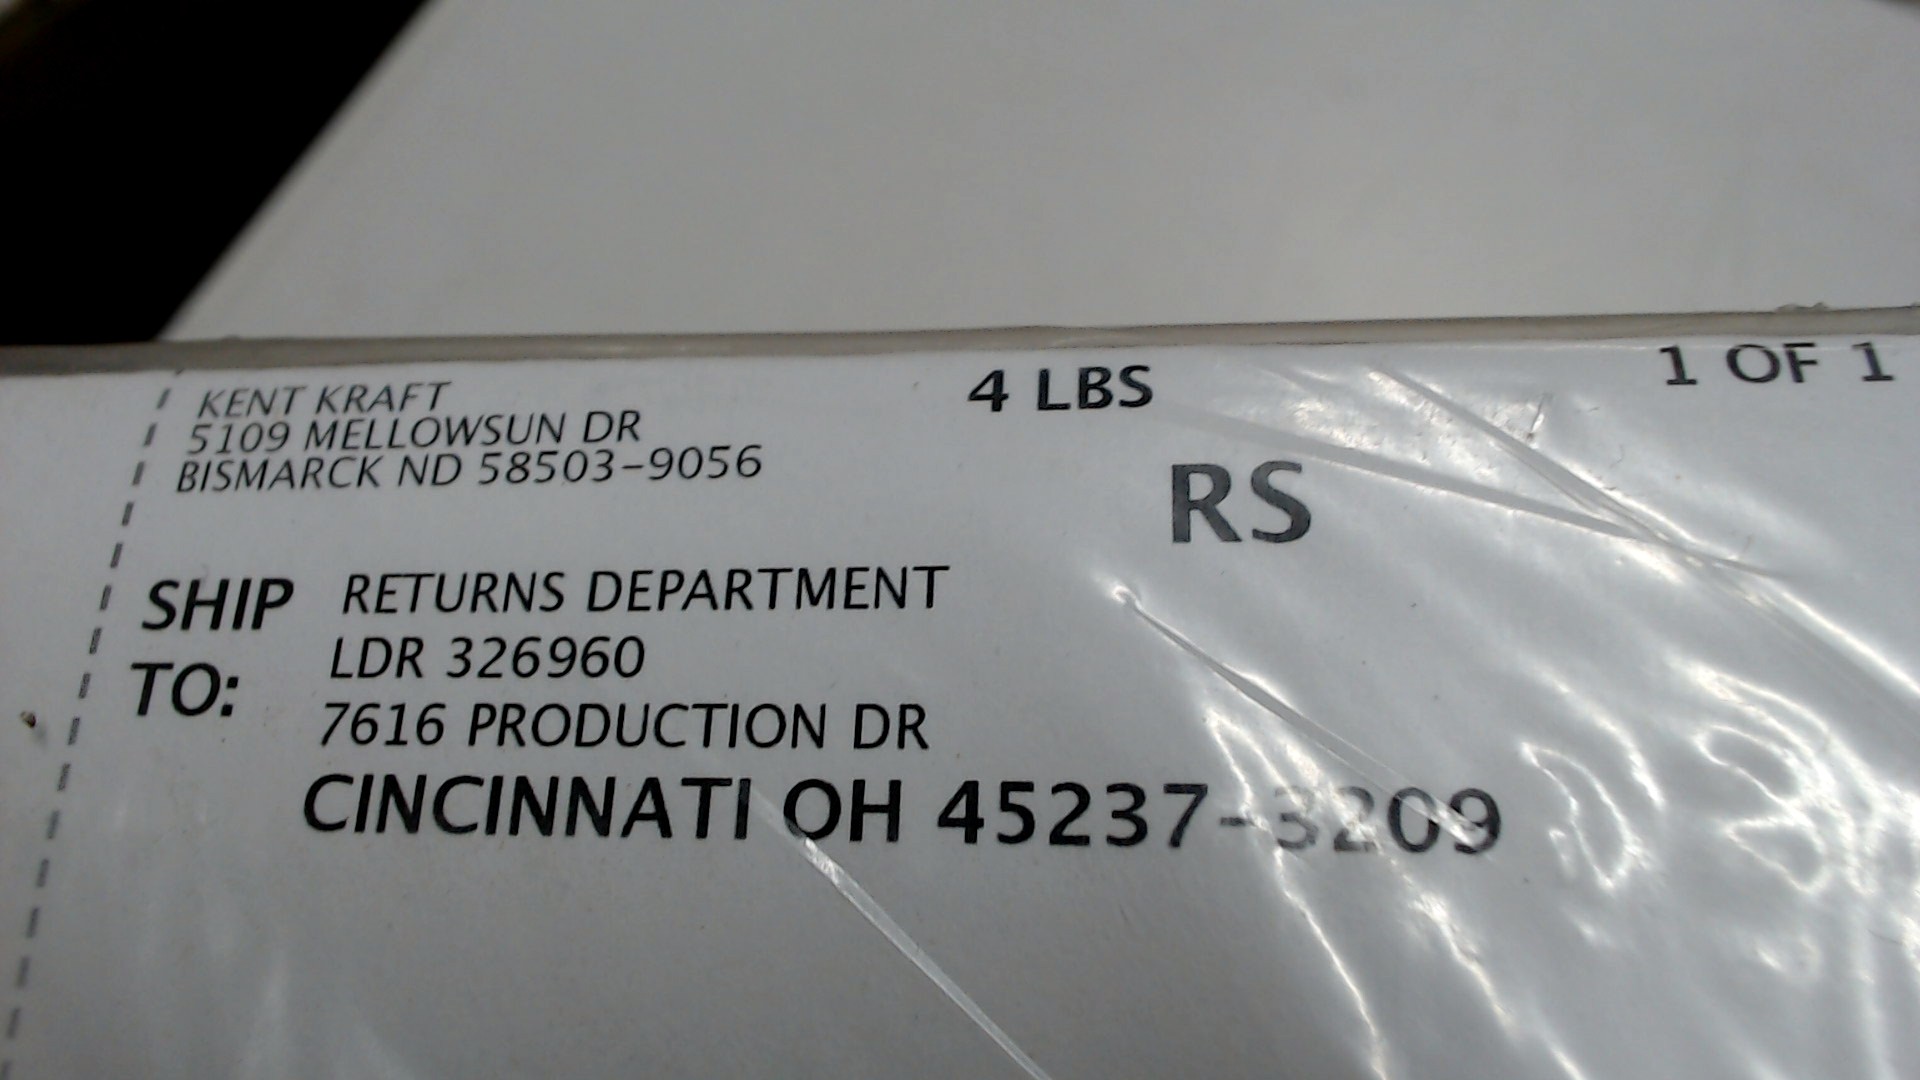 KENT KRAFT
5109 MELLOWSUN DR
BISMARCK ND 58503-9056
4 LBS
1 OF 1
RS
SHIP TO:
RETURNS DEPARTMENT
LDR 326960
7616 PRODUCTION DR
CINCINNATI OH 45237-3209